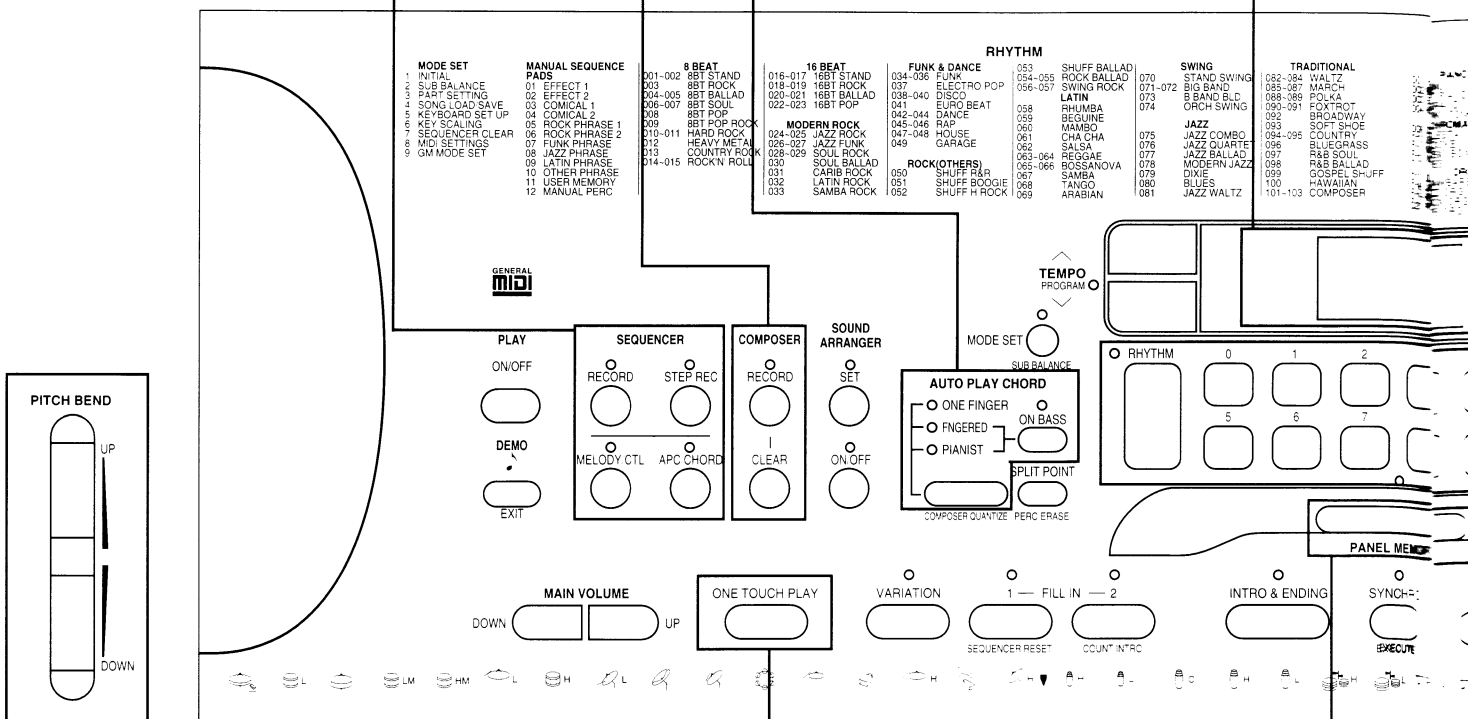 RHYTHM
MODE SET
1 INITIAL
2 SUB BALANCE
3 PART SETTING
4 SONG LOAD SAVE
5 KEYBOARD SET UP
6 KEY SCALING
7 SEQUENCER CLEAR
8 MIDI SETTINGS
9 GM MODE SET
MANUAL SEQUENCE
PADS
01 EFFECT 1
02 EFFECT 2
03 COMICAL 1
04 COMICAL 2
05 ROCK PHRASE 1
06 ROCK PHRASE 2
07 FUNK PHRASE
08 JAZZ PHRASE
09 LATIN PHRASE
10 OTHER PHRASE
11 USER MEMORY
12 MANUAL PERC
8 BEAT
001~002 8BT STAND
003 8BT ROCK
004~005 8BT BALLAD
006~007 8BT SOUL
008 8BT POP
009 8BT POP ROCK
010~011 HARD ROCK
012 HEAVY METAL
013 COUNTRY ROCK
014~015 ROCK'N' ROLL
16 BEAT
016~017 16BT STAND
018~019 16BT ROCK
020~021 16BT BALLAD
022~023 16BT POP
MODERN ROCK
024~025 JAZZ ROCK
026~027 JAZZ FUNK
028~029 SOUL ROCK
030 SOUL BALLAD
031 CARIB ROCK
032 LATIN ROCK
033 SAMBA ROCK
FUNK & DANCE
034~036 FUNK
037 ELECTRO POP
038~040 DISCO
041 EURO BEAT
042~044 DANCE
045~046 RAP
047~048 HOUSE
049 GARAGE
ROCK(OTHERS)
050 SHUFF R&R
051 SHUFF BOOGIE
052 SHUFF H ROCK
053 SHUFF BALLAD
054~055 ROCK BALLAD
056~057 SWING ROCK
LATIN
058 RHUMBA
059 BEGUINE
060 MAMBO
061 CHA CHA
062 SALSA
063~064 REGGAE
065~066 BOSSANOVA
067 SAMBA
068 TANGO
069 ARABIAN
SWING
070 STAND SWING
071~072 BIG BAND
073 B BAND BLD
074 ORCH SWING
JAZZ
075 JAZZ COMBO
076 JAZZ QUARTET
077 JAZZ BALLAD
078 MODERN JAZZ
079 DIXIE
080 BLUES
081 JAZZ WALTZ
TRADITIONAL
082~084 WALTZ
085~087 MARCH
088~089 POLKA
090~091 FOXTROT
092 BROADWAY
093 SOFT SHOE
094~095 COUNTRY
096 BLUEGRASS
097 R&B SOUL
098 R&B BALLAD
099 GOSPEL SHUFF
100 HAWAIIAN
101~103 COMPOSER
GENERAL
MIDI
TEMPO
PROGRAM
MODE SET
SUB BALANCE
PLAY
ON/OFF
DEMO
EXIT
SEQUENCER
RECORD STEP REC
MELODY CTL APC CHORD
COMPOSER
RECORD
CLEAR
SOUND
ARRANGER
SET
ON/OFF
AUTO PLAY CHORD
ONE FINGER
FNGERED
PIANIST
ON BASS
SPLIT POINT
COMPOSER QUANTIZE PERC ERASE
RHYTHM 0 1 2
5 6 7
PITCH BEND
UP
DOWN
PANEL
MAIN VOLUME
DOWN UP
ONE TOUCH PLAY
VARIATION
1 — FILL IN — 2
SEQUENCER RESET COUNT INTRO
INTRO & ENDING
EXECUTE
L LM HM L H L H H L O H L